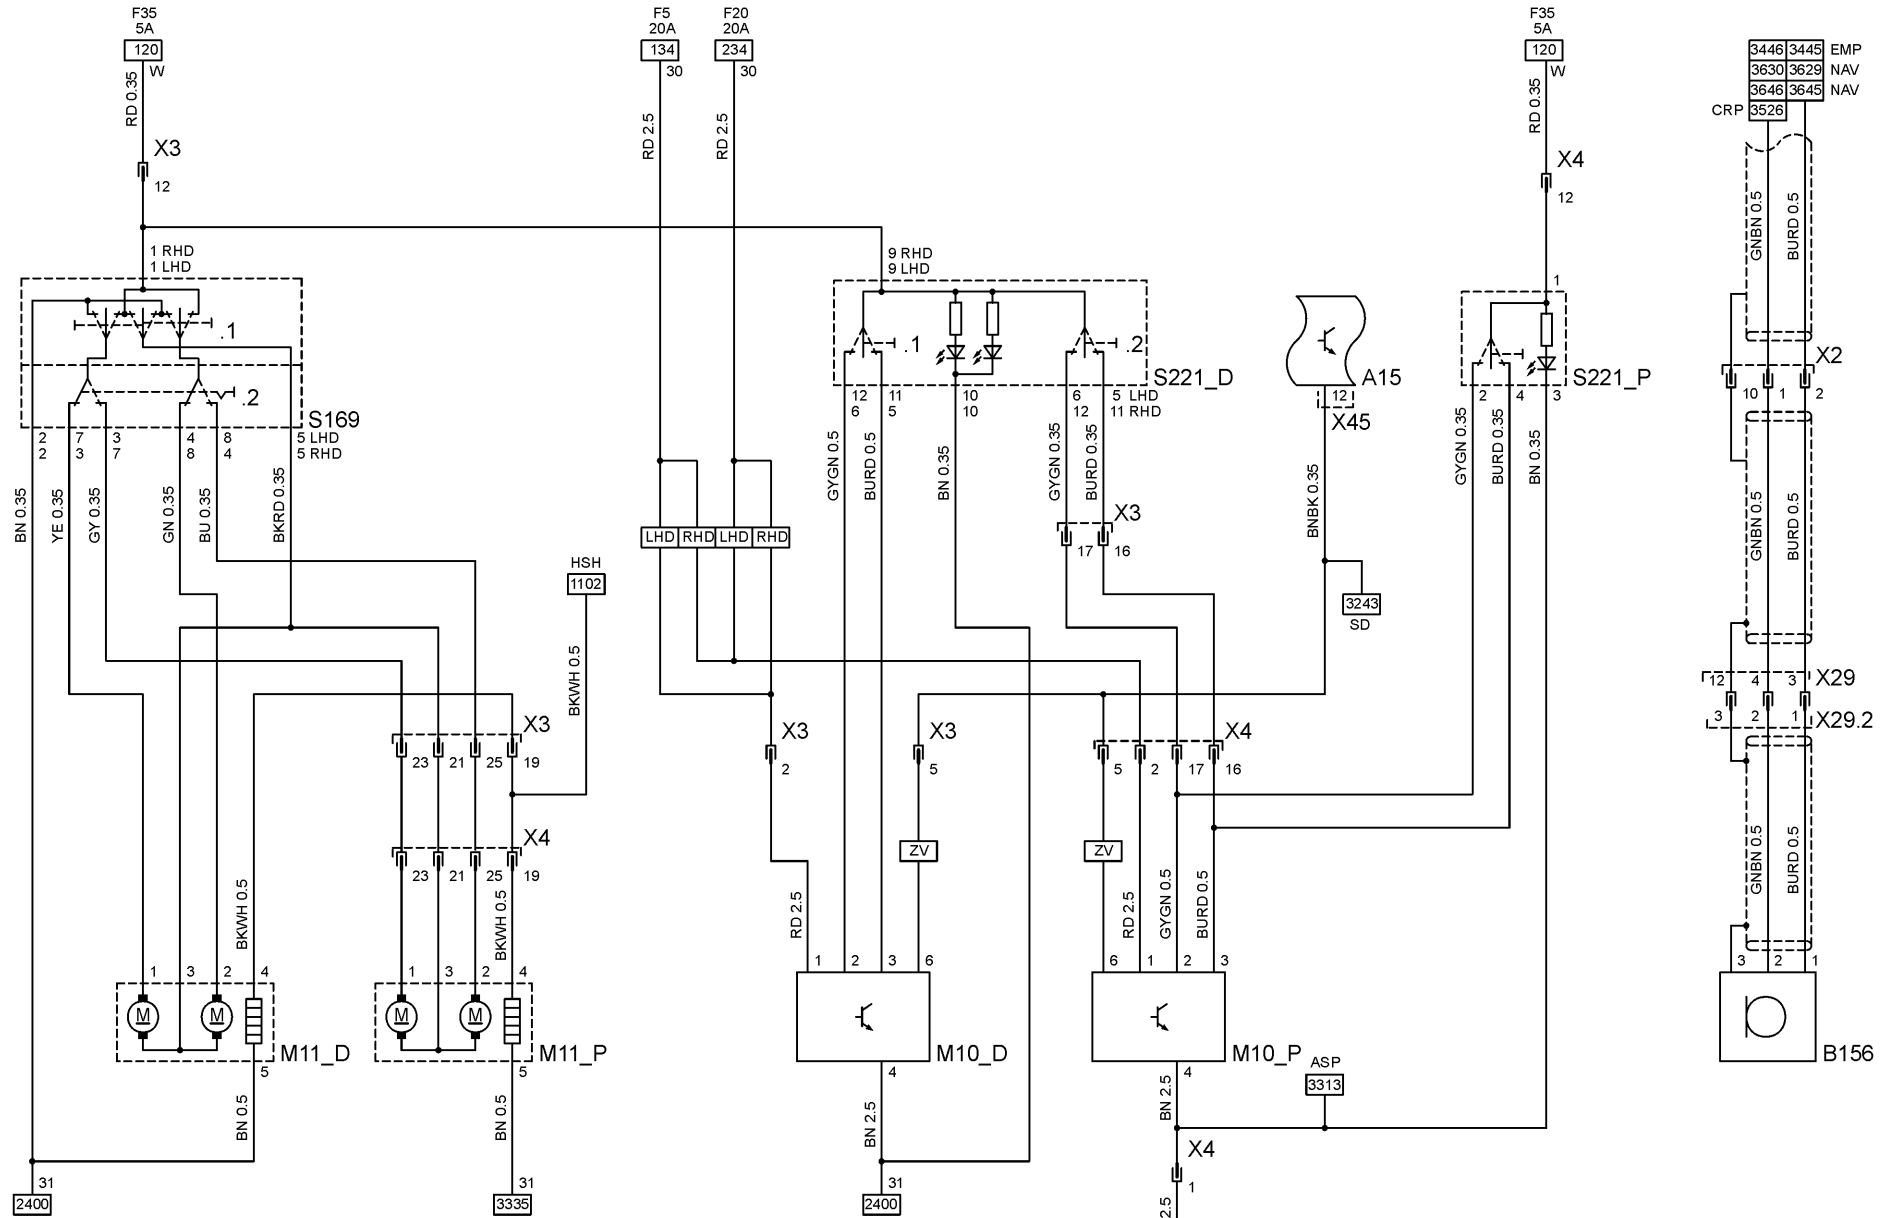 F35
5A
120
W
RD 0.35
X3
12
1 RHD
1 LHD
.1
.2
S169
2 7 3 4 8 5 LHD
2 3 7 8 4 5 RHD
BN 0.35
YE 0.35
GY 0.35
GN 0.35
BU 0.35
BKRD 0.35
HSH
1102
BKWH 0.5
X3
23 21 25 19
X4
23 21 25 19
BKWH 0.5
BKWH 0.5
1 3 2 4
M M
M11_D
5
BN 0.5
31
2400
1 3 2 4
M M
M11_P
5
BN 0.5
31
3335
F5
20A
134
30
RD 2.5
F20
20A
234
30
RD 2.5
LHD RHD LHD RHD
X3
2
RD 2.5
9 RHD
9 LHD
.1
.2
S221_D
12 11 10 6 5 LHD
6 5 10 12 11 RHD
GYGN 0.5
BURD 0.5
BN 0.35
GYGN 0.35
BURD 0.35
X3
17 16
X3
5
ZV
1 2 3 6
M10_D
4
BN 2.5
31
2400
A15
12
X45
BNBK 0.35
3243
SD
X4
5 2 17 16
ZV
RD 2.5
GYGN 0.5
BURD 0.5
6 1 2 3
M10_P
4
BN 2.5
ASP
3313
X4
1
2.5
F35
5A
120
W
RD 0.35
X4
12
1
S221_P
2 4 3
GYGN 0.35
BURD 0.35
BN 0.35
3446 3445 EMP
3630 3629 NAV
3646 3645 NAV
CRP 3526
GNBN 0.5
BURD 0.5
X2
10 1 2
GNBN 0.5
BURD 0.5
12 4 3 X29
3 2 1 X29.2
GNBN 0.5
BURD 0.5
3 2 1
B156